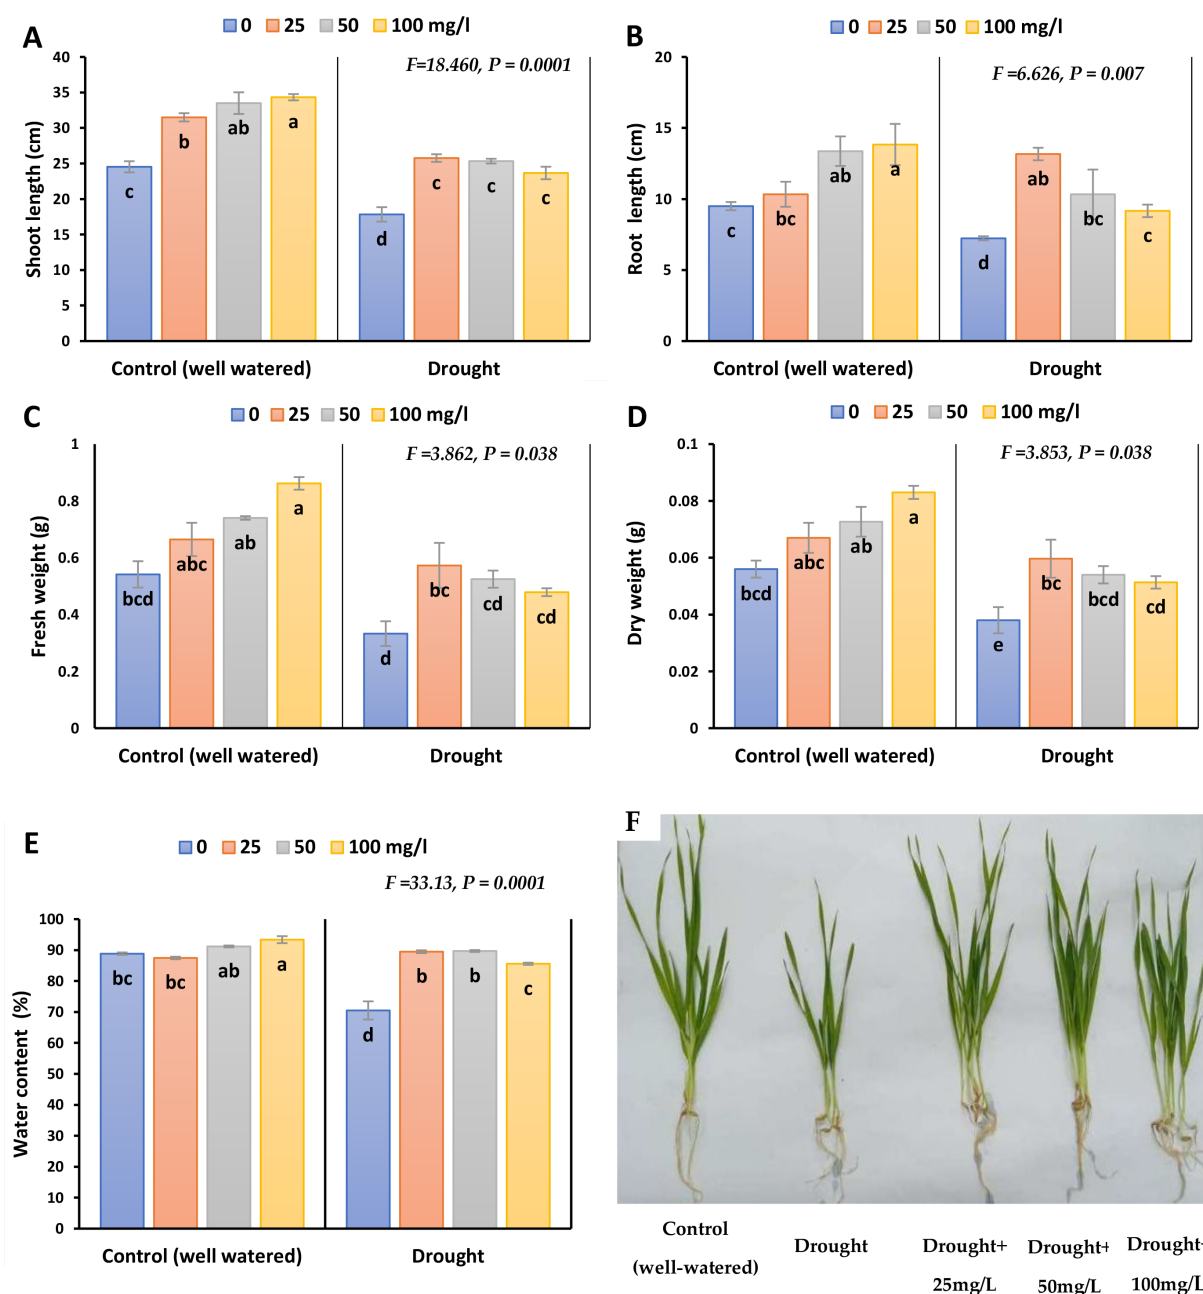 A
0 25 50 100 mg/l
F=18.460, P = 0.0001
Shoot length (cm)
40
35
30
25
20
15
10
5
0
c
b
ab
a
d
c
c
c
Control (well watered)
Drought
B
0 25 50 100 mg/l
F =6.626, P = 0.007
Root length (cm)
20
15
10
5
0
c
bc
ab
a
d
ab
bc
c
Control (well watered)
Drought
C
0 25 50 100 mg/l
F =3.862, P = 0.038
Fresh weight (g)
1
0.8
0.6
0.4
0.2
0
bcd
abc
ab
a
d
bc
cd
cd
Control (well watered)
Drought
D
0 25 50 100 mg/l
F =3.853, P = 0.038
Dry weight (g)
0.1
0.08
0.06
0.04
0.02
0
bcd
abc
ab
a
e
bc
bcd
cd
Control (well watered)
Drought
E
0 25 50 100 mg/l
F =33.13, P = 0.0001
Water content (%)
100
90
80
70
60
50
40
30
20
10
0
bc
bc
ab
a
d
b
b
c
Control (well watered)
Drought
F
Control
(well-watered)
Drought
Drought+
25mg/L
Drought+
50mg/L
Drought+
100mg/L